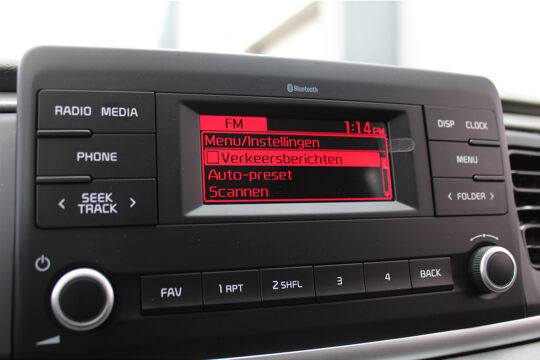 Bluetooth
RADIO MEDIA
PHONE
SEEK
TRACK
FM 1:14PM
Menu/Instellingen
Verkeersberichten
Auto-preset
Scannen
DISP CLOCK
MENU
FOLDER
FAV 1 RPT 2 SHFL 3 4 BACK